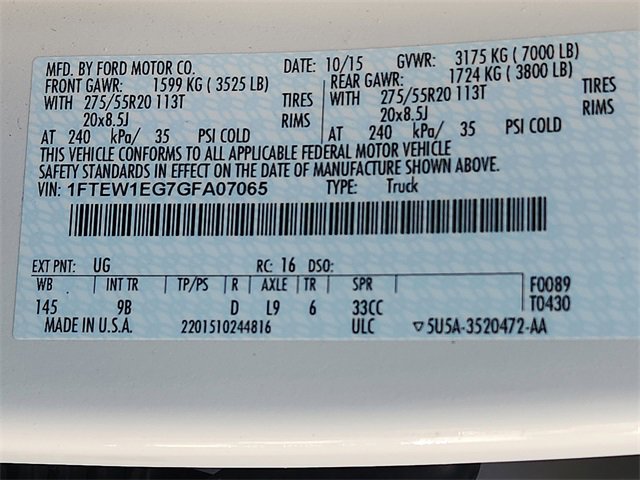 MFD. BY FORD MOTOR CO. DATE: 10/15 GVWR: 3175 KG ( 7000 LB)
FRONT GAWR: 1599 KG ( 3525 LB) REAR GAWR: 1724 KG ( 3800 LB)
WITH 275/55R20 113T TIRES WITH 275/55R20 113T TIRES
20x8.5J RIMS 20x8.5J RIMS
AT 240 kPa/ 35 PSI COLD AT 240 kPa/ 35 PSI COLD
THIS VEHICLE CONFORMS TO ALL APPLICABLE FEDERAL MOTOR VEHICLE
SAFETY STANDARDS IN EFFECT ON THE DATE OF MANUFACTURE SHOWN ABOVE.
VIN: 1FTEW1EG7GFA07065 TYPE: Truck
EXT PNT: UG RC: 16 DSO:
WB INT TR TP/PS R AXLE TR SPR F0089
145 9B D L9 6 33CC T0430
MADE IN U.S.A. 2201510244816 ULC ▽5U5A-3520472-AA